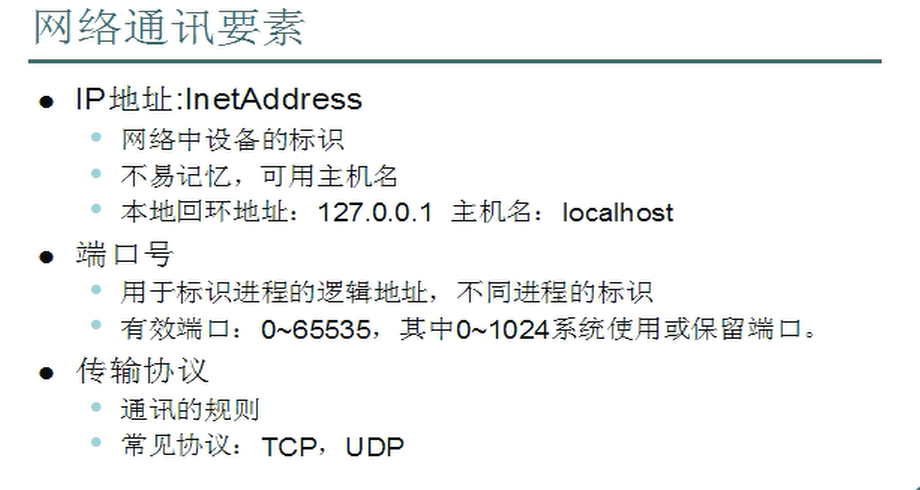 网络通讯要素
IP地址:InetAddress
网络中设备的标识
不易记忆，可用主机名
本地回环地址：127.0.0.1 主机名：localhost
端口号
用于标识进程的逻辑地址，不同进程的标识
有效端口：0~65535，其中0~1024系统使用或保留端口。
传输协议
通讯的规则
常见协议：TCP，UDP